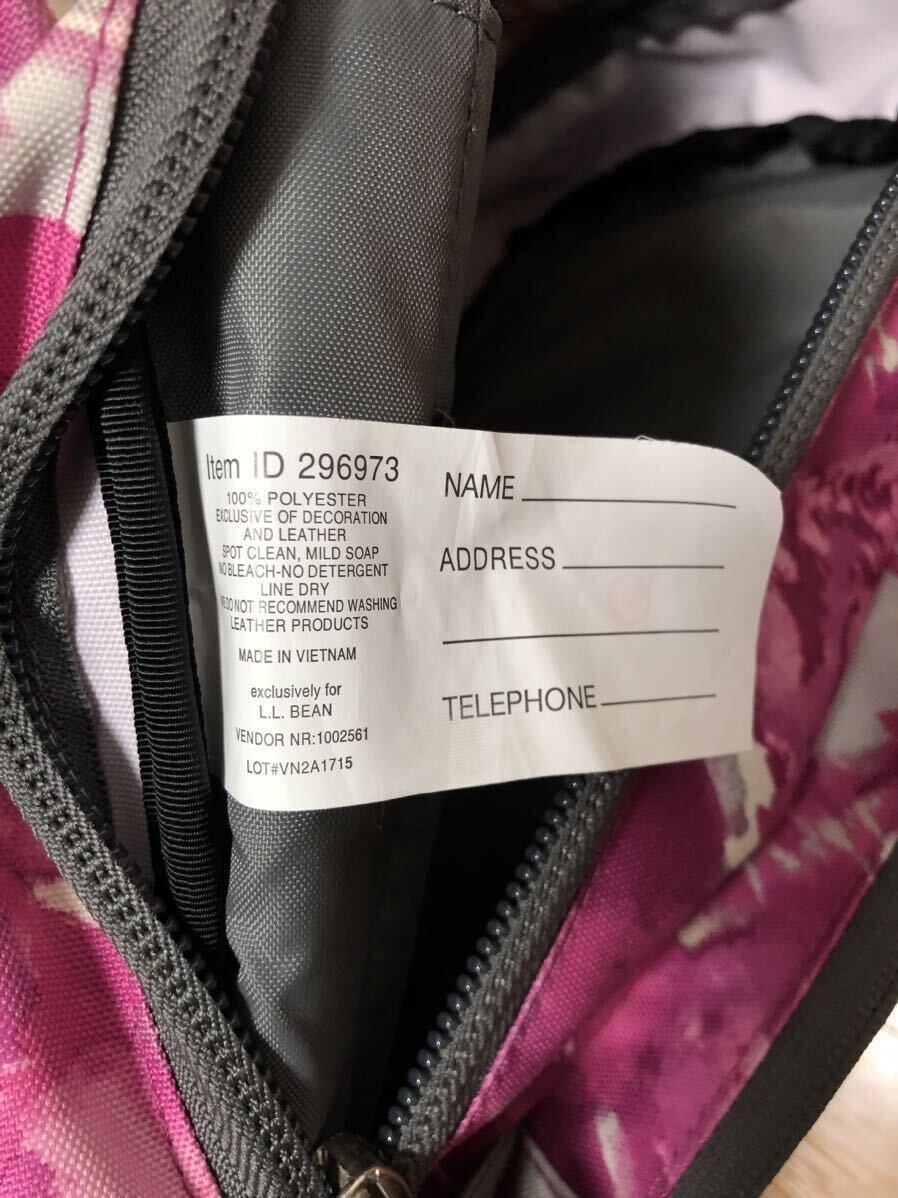 Item ID 296973
100% POLYESTER
EXCLUSIVE OF DECORATION
AND LEATHER
SPOT CLEAN, MILD SOAP
NO BLEACH-NO DETERGENT
LINE DRY
WE DO NOT RECOMMEND WASHING
LEATHER PRODUCTS
MADE IN VIETNAM
exclusively for
L.L. BEAN
VENDOR NR:1002561
LOT#VN2A1715
NAME
ADDRESS
TELEPHONE